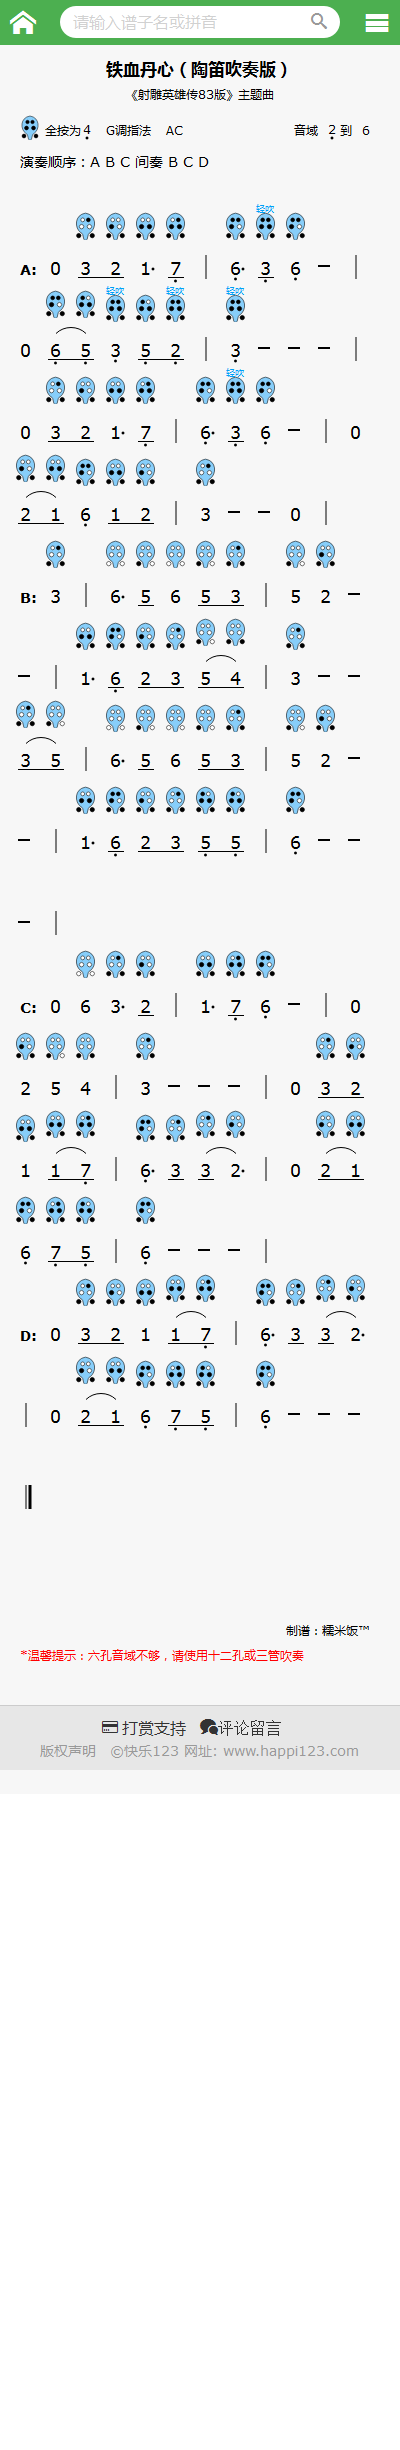 请输入谱子名或拼音
铁血丹心（陶笛吹奏版）
《射雕英雄传83版》主题曲
全按为4 G调指法 AC 音域 2 到 6
演奏顺序：A B C 间奏 B C D
轻吹
A: 0 3 2 1· 7 | 6· 3 6 － |
轻吹 轻吹 轻吹
0 6 5 3 5 2 | 3 － － － |
轻吹
0 3 2 1· 7 | 6· 3 6 － | 0
2 1 6 1 2 | 3 － － 0 |
B: 3 | 6· 5 6 5 3 | 5 2 －
－ | 1· 6 2 3 5 4 | 3 － －
3 5 | 6· 5 6 5 3 | 5 2 －
－ | 1· 6 2 3 5 5 | 6 － －
－ |
C: 0 6 3· 2 | 1· 7 6 － | 0
2 5 4 | 3 － － － | 0 3 2
1 1 7 | 6· 3 3 2· | 0 2 1
6 7 5 | 6 － － － |
D: 0 3 2 1 1 7 | 6· 3 3 2·
| 0 2 1 6 7 5 | 6 － － －
‖
制谱：糯米饭™
*温馨提示：六孔音域不够，请使用十二孔或三管吹奏
打赏支持 评论留言
版权声明 ©快乐123 网址: www.happi123.com